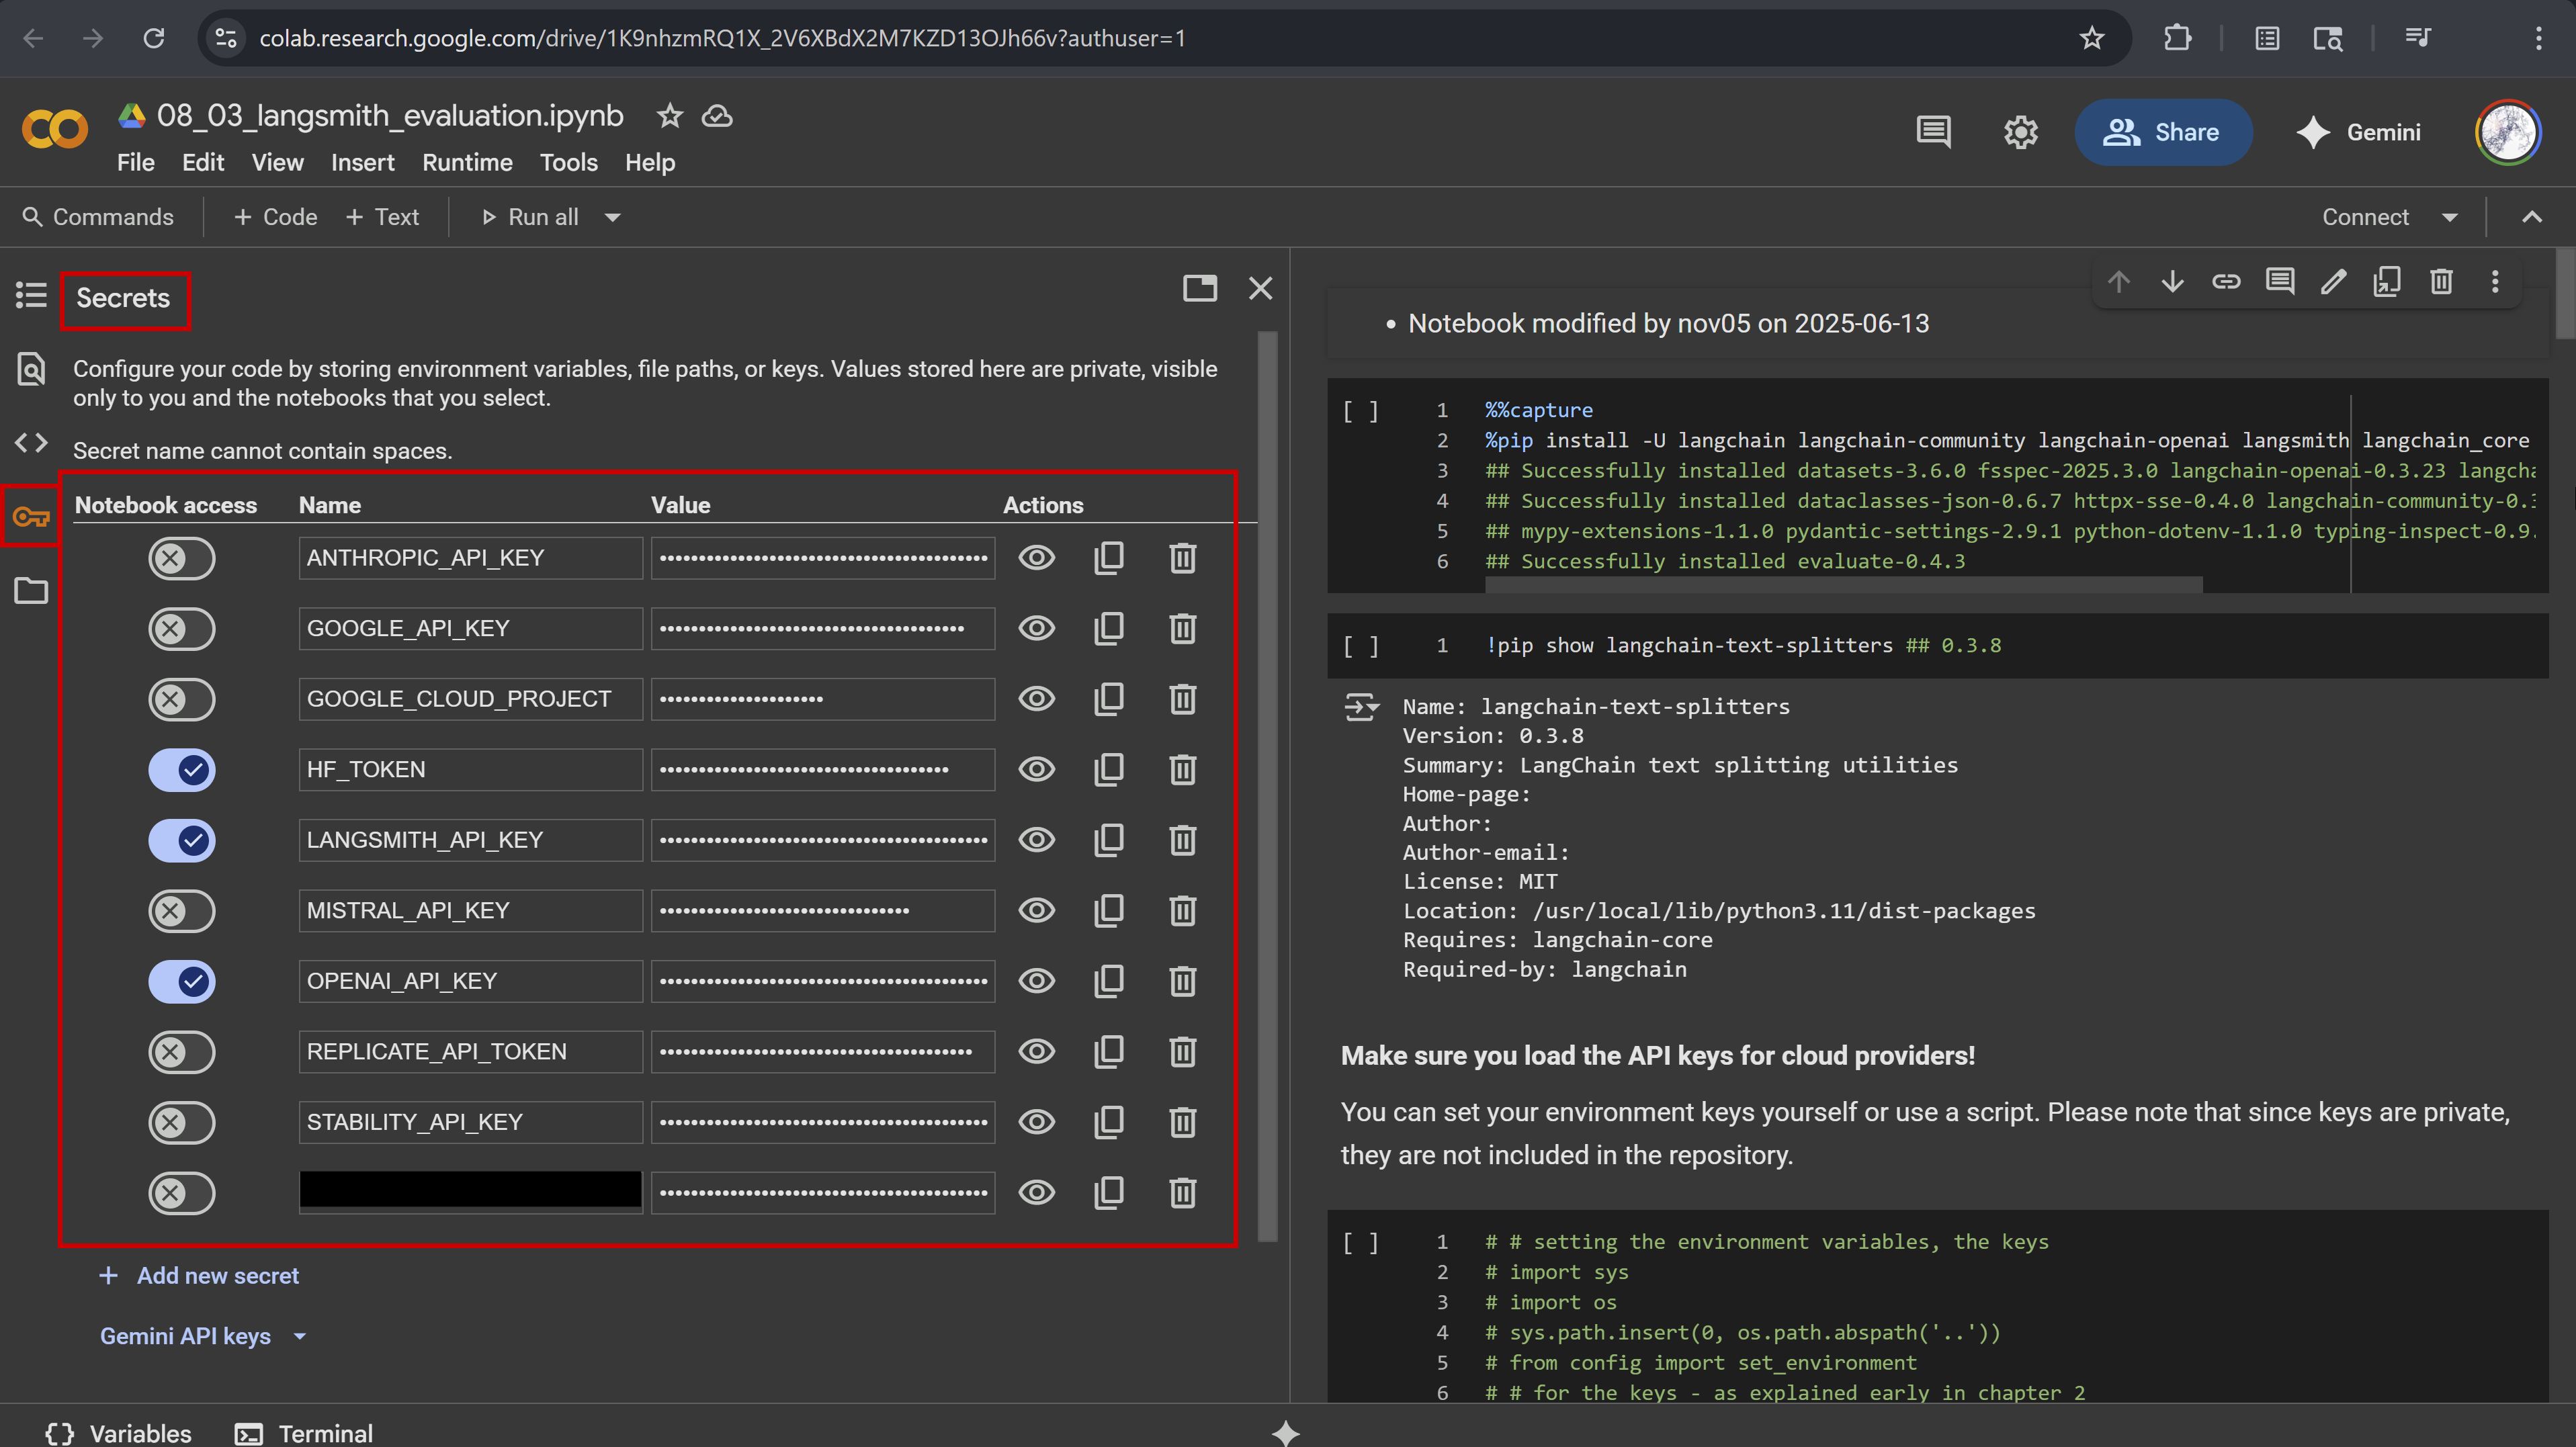 colab.research.google.com/drive/1K9nhzmRQ1X_2V6XBdX2M7KZD13OJh66v?authuser=1
08_03_langsmith_evaluation.ipynb
File Edit View Insert Runtime Tools Help
Share
Gemini
Commands + Code + Text Run all
Connect
Secrets
Configure your code by storing environment variables, file paths, or keys. Values stored here are private, visible
only to you and the notebooks that you select.
Secret name cannot contain spaces.
Notebook access Name Value Actions
ANTHROPIC_API_KEY
GOOGLE_API_KEY
GOOGLE_CLOUD_PROJECT
HF_TOKEN
LANGSMITH_API_KEY
MISTRAL_API_KEY
OPENAI_API_KEY
REPLICATE_API_TOKEN
STABILITY_API_KEY
+ Add new secret
Gemini API keys
• Notebook modified by nov05 on 2025-06-13
[ ] 1 %%capture
2 %pip install -U langchain langchain-community langchain-openai langsmith langchain_core
3 ## Successfully installed datasets-3.6.0 fsspec-2025.3.0 langchain-openai-0.3.23 langcha
4 ## Successfully installed dataclasses-json-0.6.7 httpx-sse-0.4.0 langchain-community-0.3
5 ## mypy-extensions-1.1.0 pydantic-settings-2.9.1 python-dotenv-1.1.0 typing-inspect-0.9.
6 ## Successfully installed evaluate-0.4.3
[ ] 1 !pip show langchain-text-splitters ## 0.3.8
Name: langchain-text-splitters
Version: 0.3.8
Summary: LangChain text splitting utilities
Home-page:
Author:
Author-email:
License: MIT
Location: /usr/local/lib/python3.11/dist-packages
Requires: langchain-core
Required-by: langchain
Make sure you load the API keys for cloud providers!
You can set your environment keys yourself or use a script. Please note that since keys are private,
they are not included in the repository.
[ ] 1 # # setting the environment variables, the keys
2 # import sys
3 # import os
4 # sys.path.insert(0, os.path.abspath('..'))
5 # from config import set_environment
6 # # for the keys - as explained early in chapter 2
{} Variables Terminal